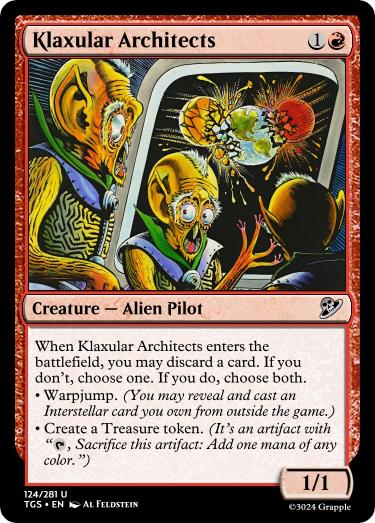 Klaxular Architects 1
Creature — Alien Pilot
When Klaxular Architects enters the
battlefield, you may discard a card. If you
don't, choose one. If you do, choose both.
• Warpjump. (You may reveal and cast an
Interstellar card you own from outside the game.)
• Create a Treasure token. (It's an artifact with
“, Sacrifice this artifact: Add one mana of any
color.”)
1/1
124/281 U
TGS • EN Al Feldstein
©3024 Grapple